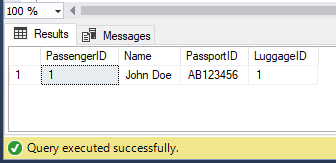 100 %
Results Messages
PassengerID Name PassportID LuggageID
1 1 John Doe AB123456 1
Query executed successfully.